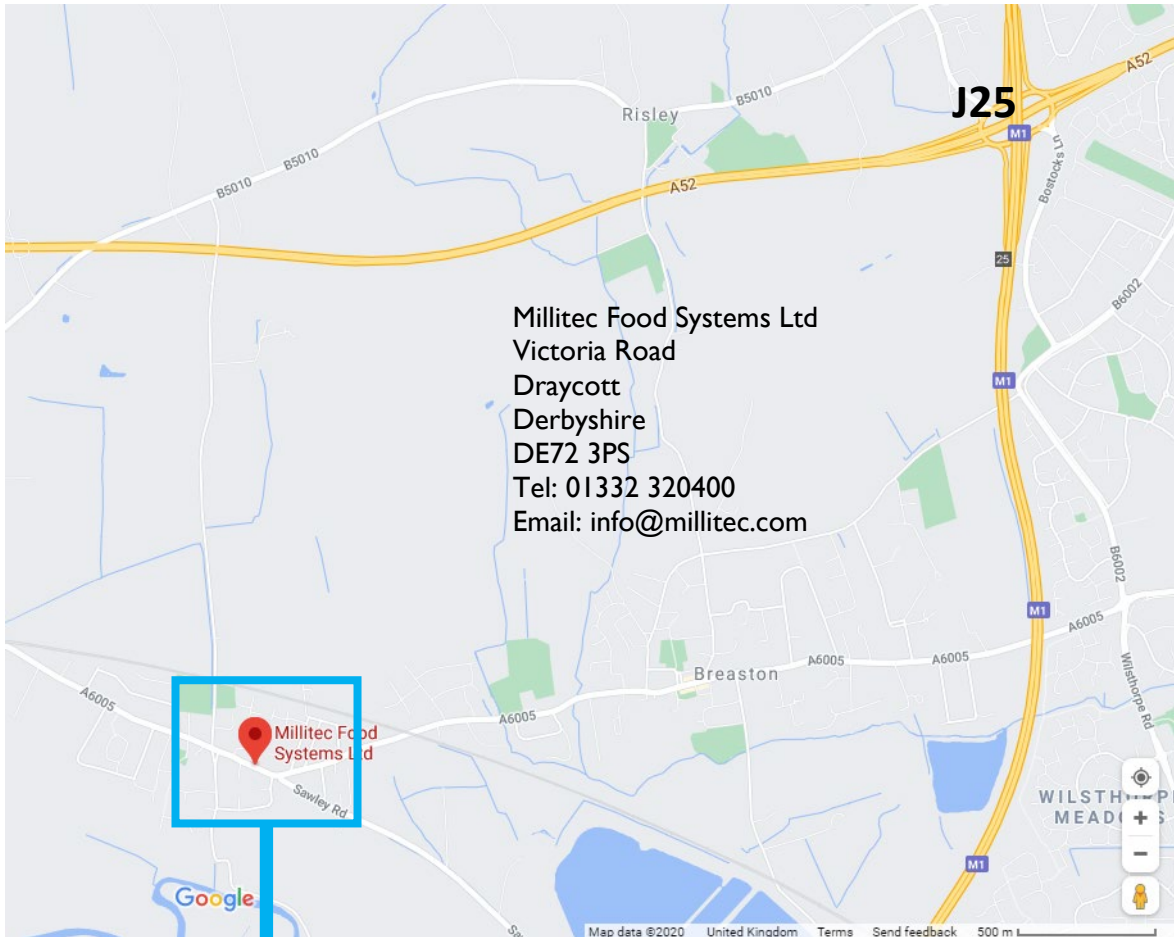 A52
J25
B5010
Risley
M1
B5010
B5010
Bostocks Ln
A52
B5010
25
B6002
Millitec Food Systems Ltd
Victoria Road
Draycott
Derbyshire
DE72 3PS
Tel: 01332 320400
Email: info@millitec.com
M1
B6002
M1
A6005
Breaston
A6005
A6005
Wilsthorpe Rd
A6005
A6005
Millitec Food
Systems Ltd
Sawley Rd
WILSTHORPE
MEADOWS
M1
Google
Map data ©2020 United Kingdom Terms Send feedback 500 m